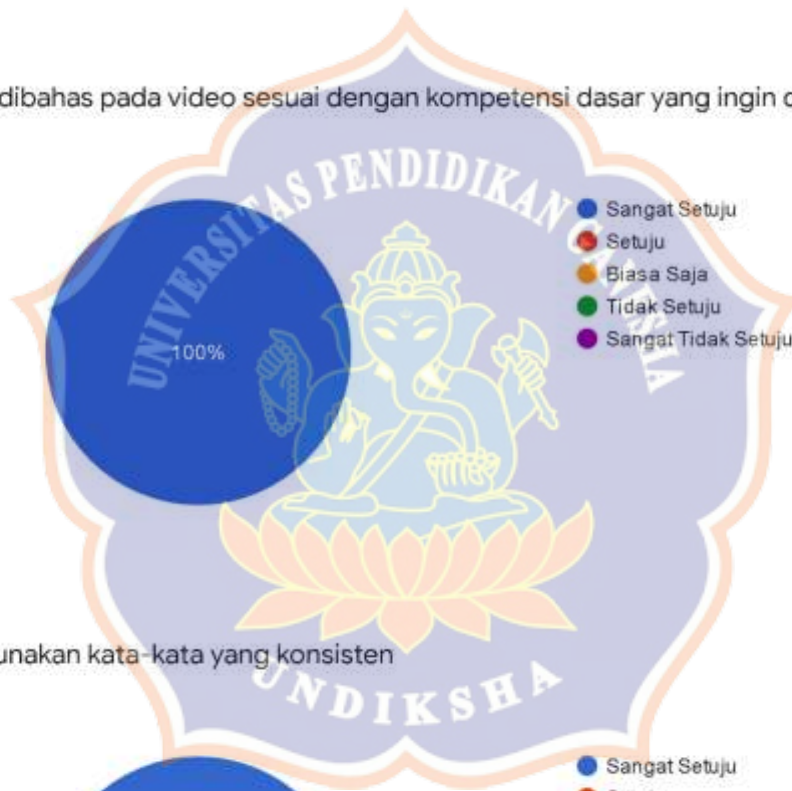 dibahas pada video sesuai dengan kompetensi dasar yang ingin
UNIVERSITAS PENDIDIKAN GANESHA
Sangat Setuju
Setuju
Biasa Saja
Tidak Setuju
Sangat Tidak Setuju
100%
kata-kata yang konsisten
UNDIKSHA
Sangat Setuju